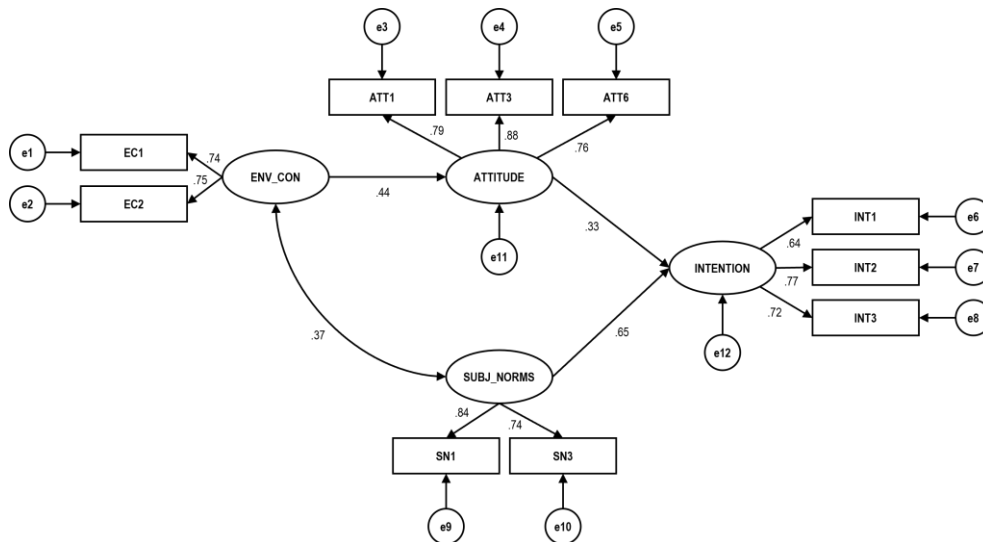 e3
e4
e5
ATT1
ATT3
ATT6
.79
.88
.76
e1
EC1
.74
ENV_CON
.44
ATTITUDE
e2
EC2
.75
e11
.33
INTENTION
INT1
e6
.64
INT2
e7
.77
INT3
e8
.72
e12
.37
.65
SUBJ_NORMS
.84
.74
SN1
SN3
e9
e10